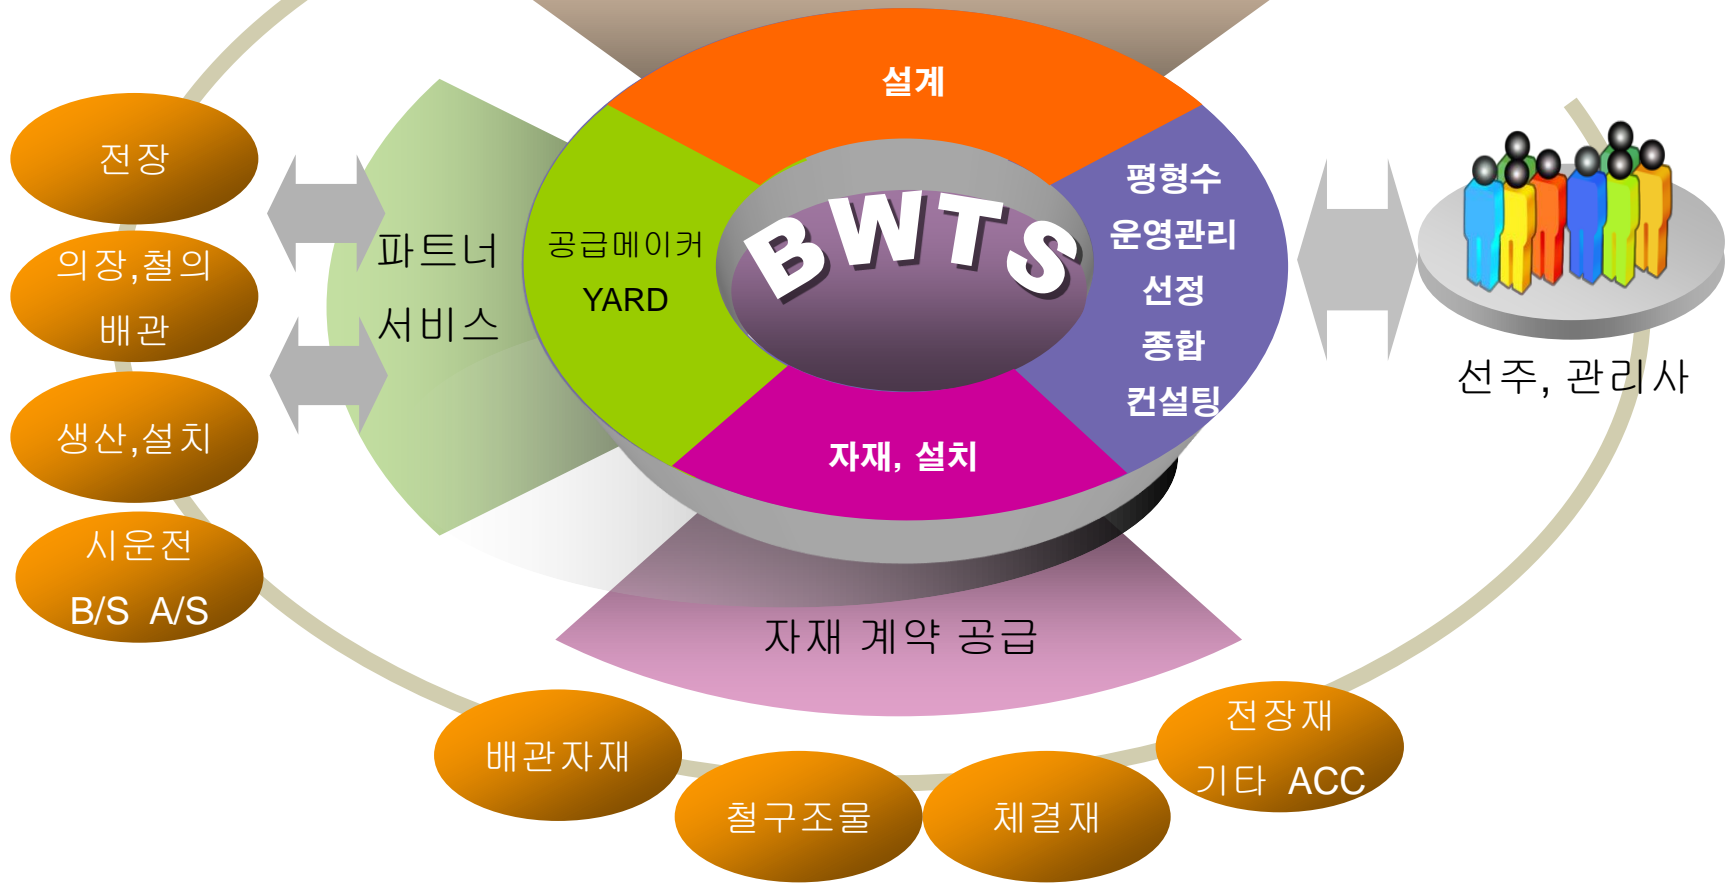 설계
전장
의장,철의
배관
생산,설치
시운전
B/S A/S
파트너
서비스
공급메이커
YARD
BWTS
평형수
운영관리
선정
종합
컨설팅
선주, 관리사
자재, 설치
자재 계약 공급
배관자재
철구조물
체결재
전장재
기타 ACC